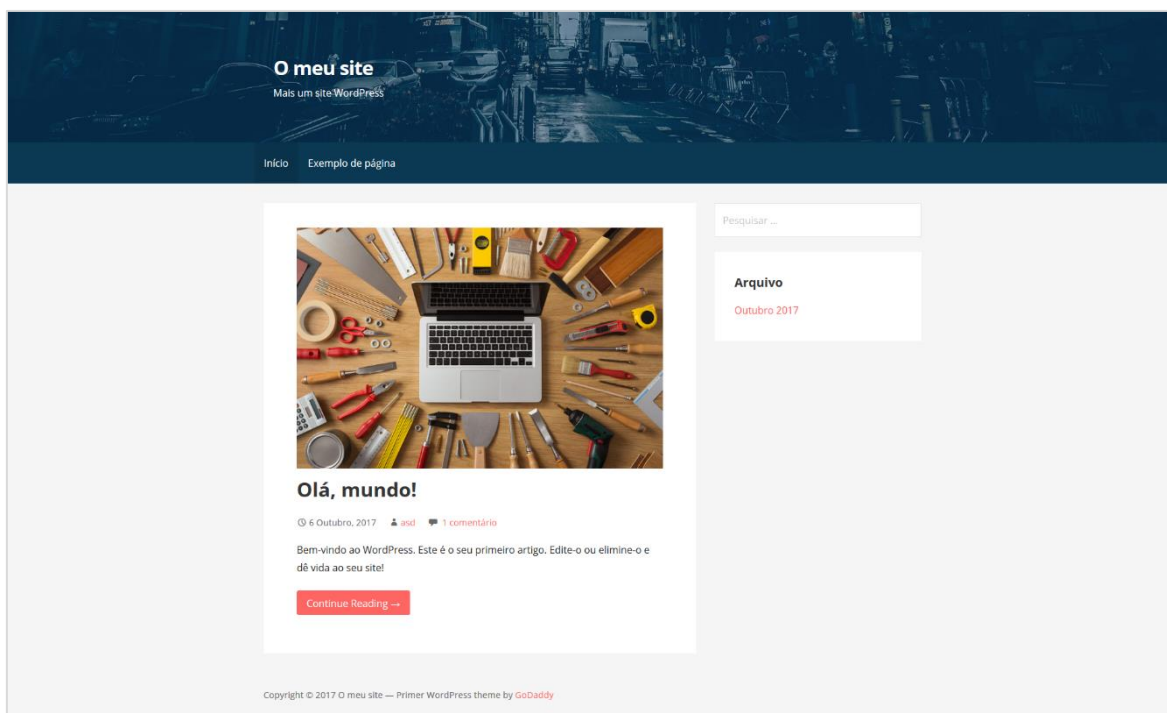 O meu site
Mais um site WordPress
Início Exemplo de página
Pesquisar ...
Arquivo
Outubro 2017
Olá, mundo!
6 Outubro, 2017 asd 1 comentário
Bem-vindo ao WordPress. Este é o seu primeiro artigo. Edite-o ou elimine-o e
dê vida ao seu site!
Continue Reading →
Copyright © 2017 O meu site — Primer WordPress theme by GoDaddy